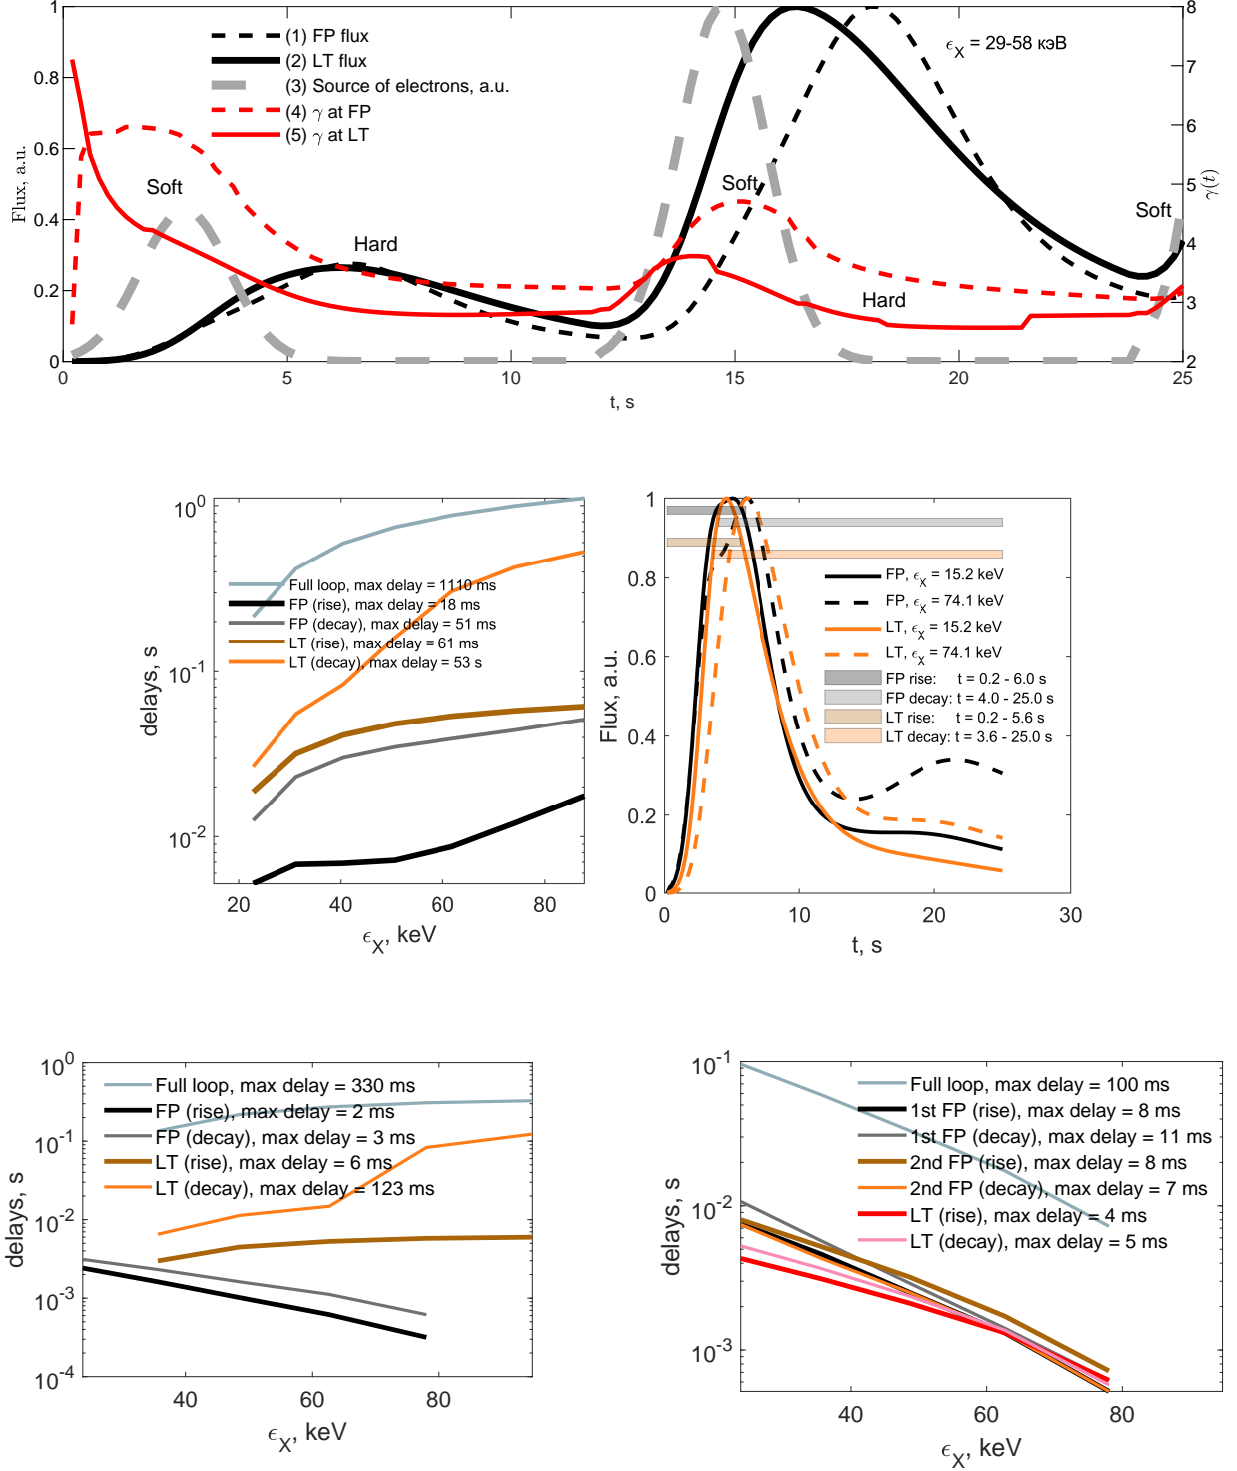 1
0.8
0.6
0.4
0.2
0
Flux, a.u.
(1) FP flux
(2) LT flux
(3) Source of electrons, a.u.
(4) γ at FP
(5) γ at LT
Soft
Hard
Soft
Hard
Soft
ϵ_X = 29-58 кэВ
8
7
6
5
4
3
2
γ(t)
0
5
10
15
20
25
t, s
10^0
10^-1
10^-2
delays, s
Full loop, max delay = 1110 ms
FP (rise), max delay = 18 ms
FP (decay), max delay = 51 ms
LT (rise), max delay = 61 ms
LT (decay), max delay = 53 s
20
40
60
80
ϵ_X, keV
1
0.8
0.6
0.4
0.2
0
Flux, a.u.
FP, ϵ_X = 15.2 keV
FP, ϵ_X = 74.1 keV
LT, ϵ_X = 15.2 keV
LT, ϵ_X = 74.1 keV
FP rise: t = 0.2 - 6.0 s
FP decay: t = 4.0 - 25.0 s
LT rise: t = 0.2 - 5.6 s
LT decay: t = 3.6 - 25.0 s
0
10
20
30
t, s
10^0
10^-1
10^-2
10^-3
10^-4
delays, s
Full loop, max delay = 330 ms
FP (rise), max delay = 2 ms
FP (decay), max delay = 3 ms
LT (rise), max delay = 6 ms
LT (decay), max delay = 123 ms
40
60
80
ϵ_X, keV
10^-1
10^-2
10^-3
delays, s
Full loop, max delay = 100 ms
1st FP (rise), max delay = 8 ms
1st FP (decay), max delay = 11 ms
2nd FP (rise), max delay = 8 ms
2nd FP (decay), max delay = 7 ms
LT (rise), max delay = 4 ms
LT (decay), max delay = 5 ms
40
60
80
ϵ_X, keV